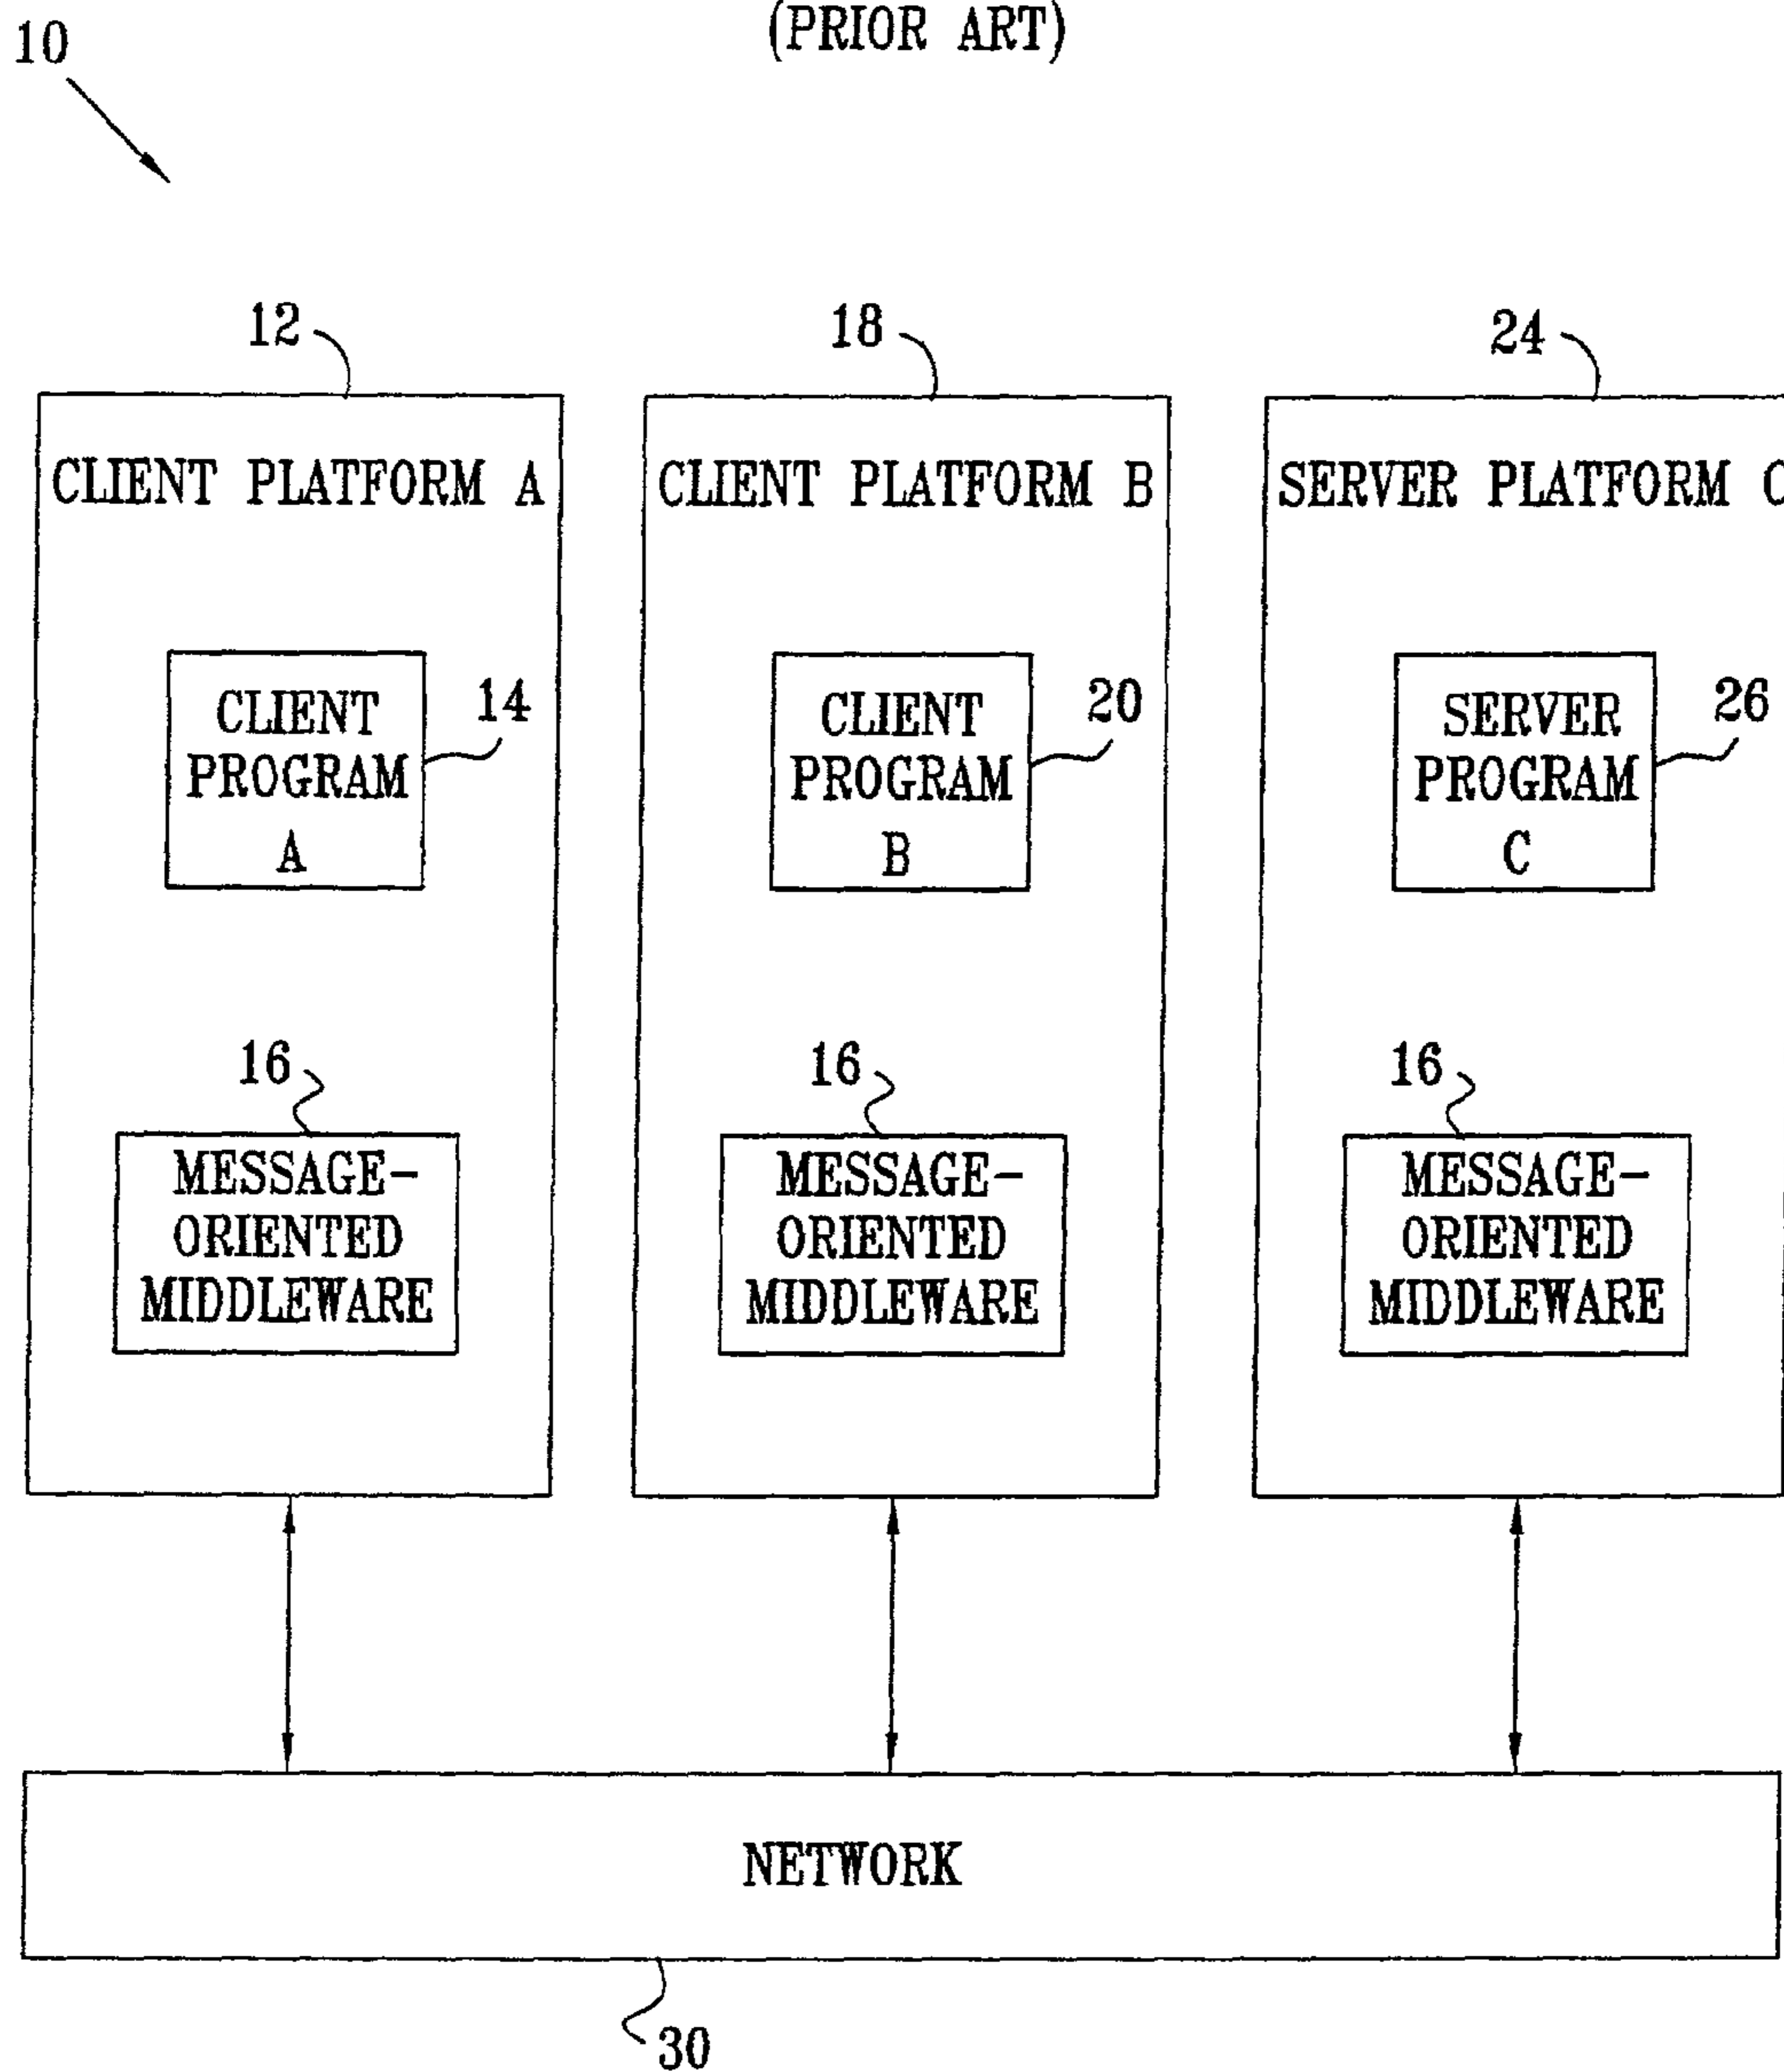 (PRIOR ART)
10
12
18
24
CLIENT PLATFORM A
CLIENT PLATFORM B
SERVER PLATFORM C
CLIENT
PROGRAM
A
14
CLIENT
PROGRAM
B
20
SERVER
PROGRAM
C
26
16
MESSAGE-
ORIENTED
MIDDLEWARE
16
MESSAGE-
ORIENTED
MIDDLEWARE
16
MESSAGE-
ORIENTED
MIDDLEWARE
NETWORK
30